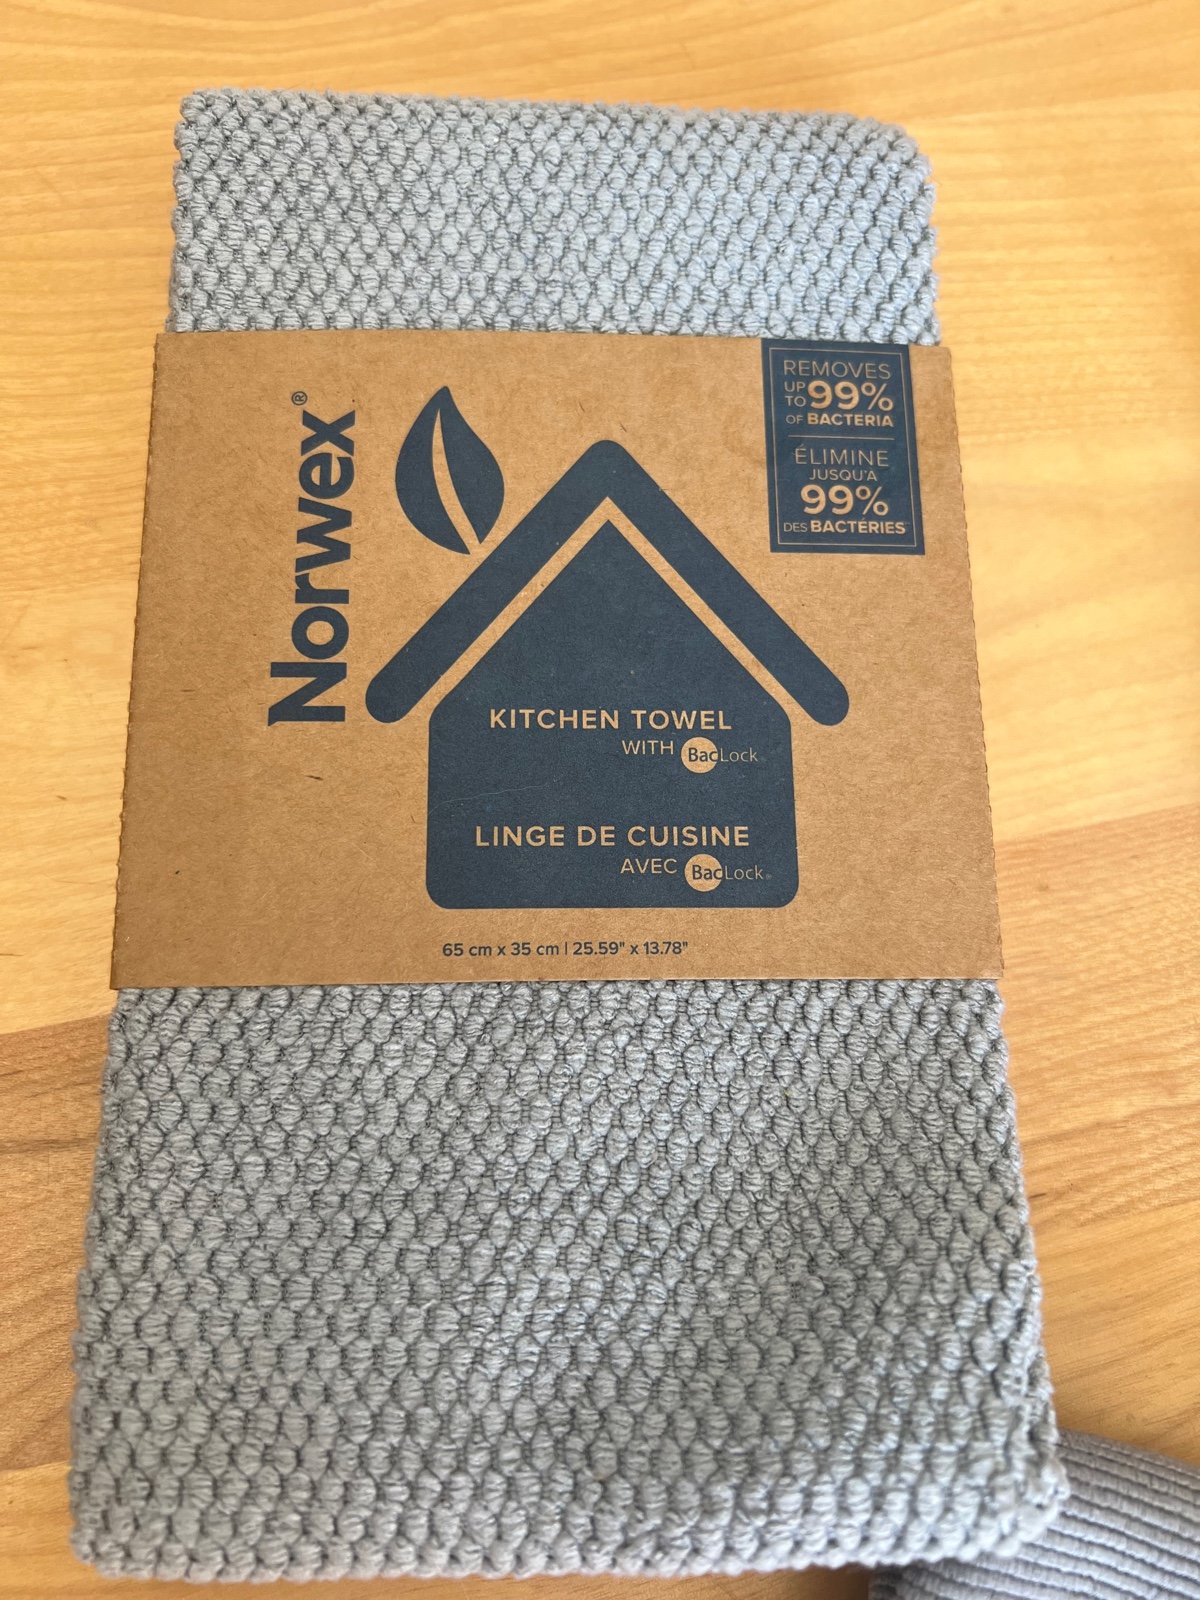 Norwex®
REMOVES
UP TO 99%
OF BACTERIA
ÉLIMINE
JUSQU'A
99%
DES BACTÉRIES
KITCHEN TOWEL
WITH BacLock®
LINGE DE CUISINE
AVEC BacLock®
65 cm x 35 cm | 25.59" x 13.78"